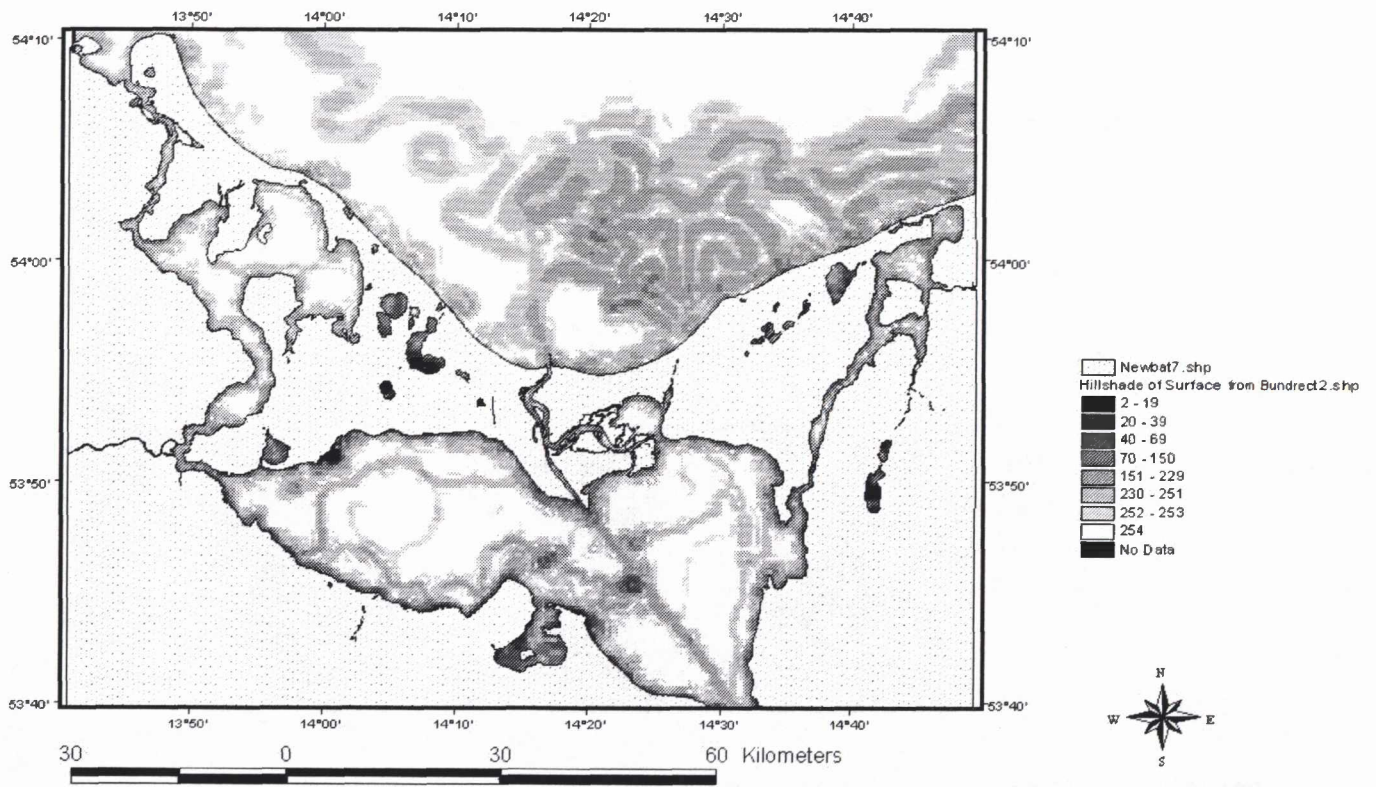 13°50' 14°00' 14°10' 14°20' 14°30' 14°40'
54°10' 54°10'
54°00' 54°00'
53°50' 53°50'
53°40' 53°40'
13°50' 14°00' 14°10' 14°20' 14°30' 14°40'
30 0 30 60 Kilometers
Newbat7.shp
Hillshade of Surface from Bundrect2.shp
2 - 19
20 - 39
40 - 69
70 - 150
151 - 229
230 - 251
252 - 253
254
No Data
N
W E
S